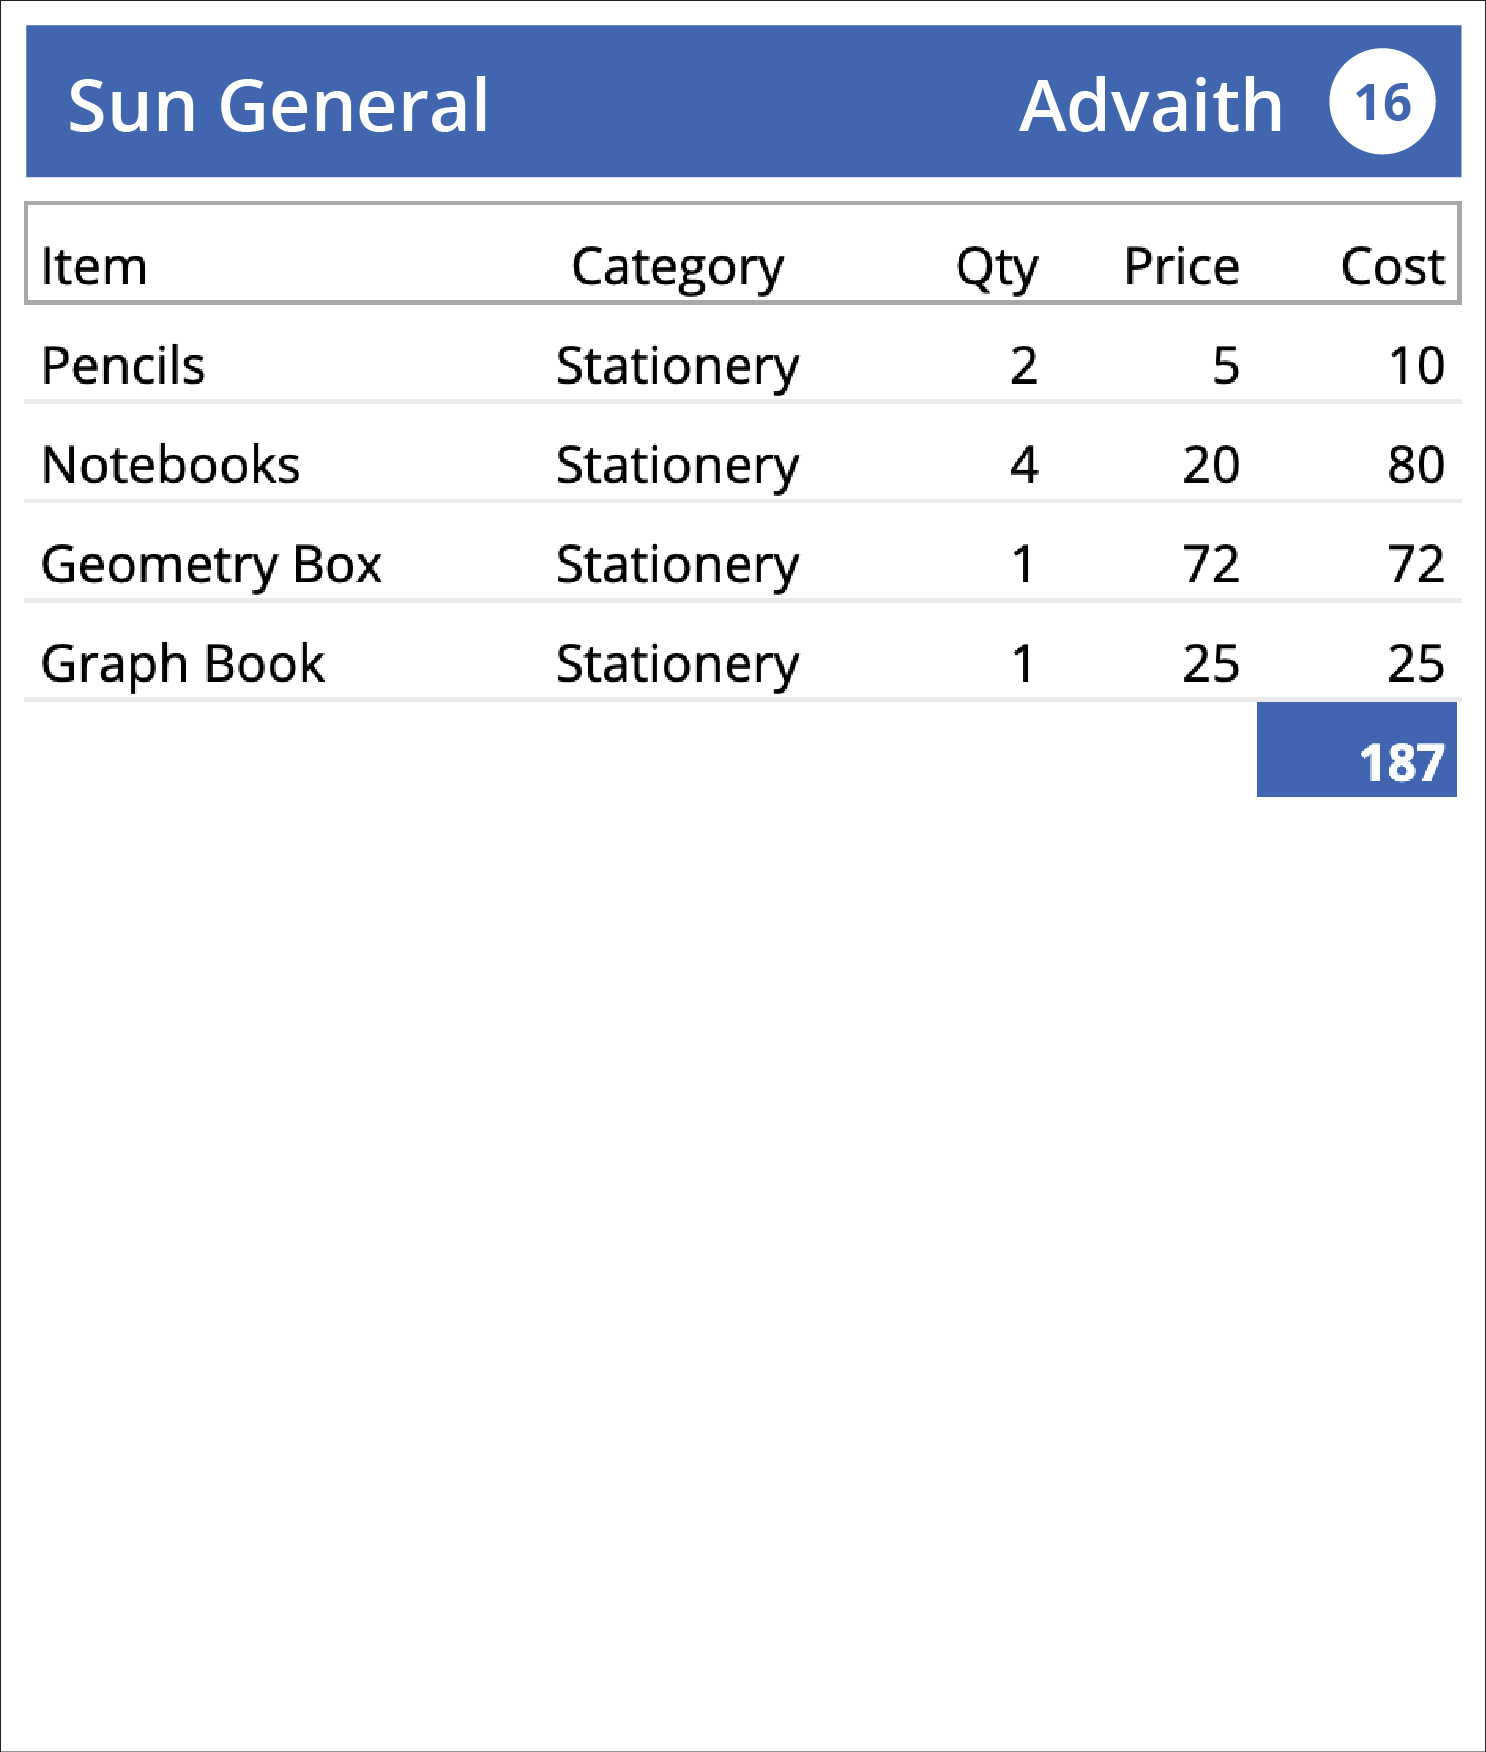 Sun General Advaith 16
Item Category Qty Price Cost
Pencils Stationery 2 5 10
Notebooks Stationery 4 20 80
Geometry Box Stationery 1 72 72
Graph Book Stationery 1 25 25
187